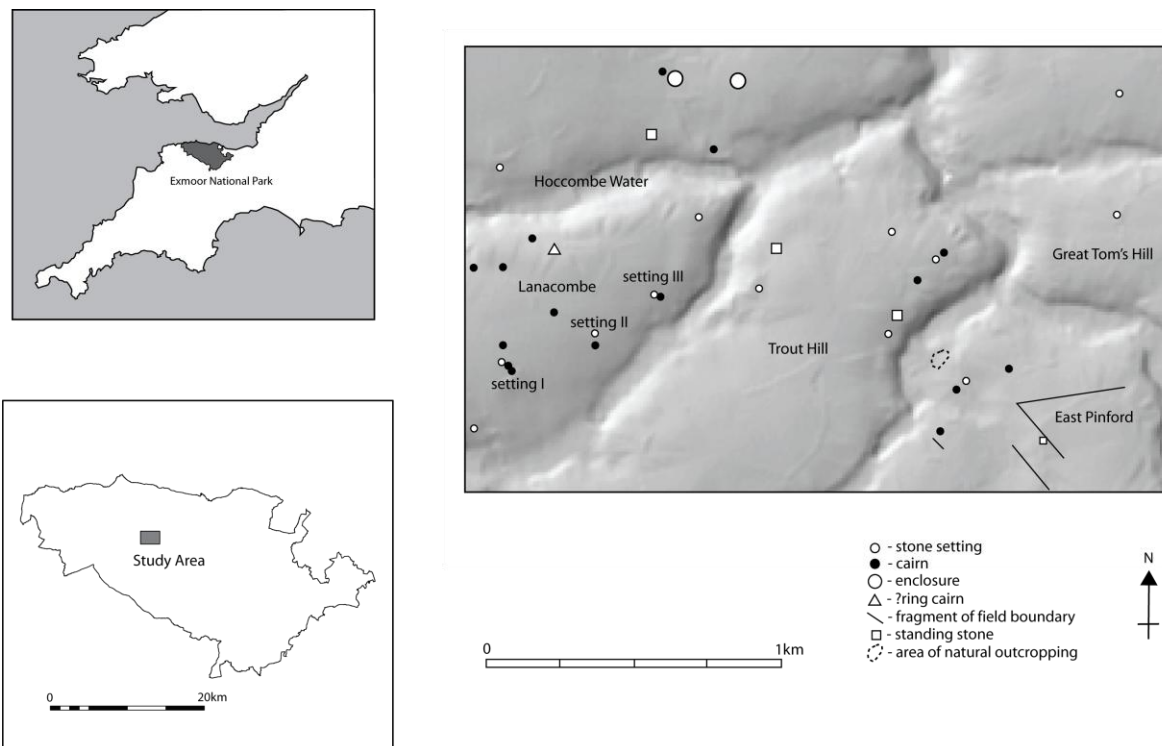 Exmoor National Park
Hoccombe Water
Great Tom's Hill
setting III
Lanacombe
setting II
Trout Hill
setting I
East Pinford
Study Area
0
20km
0
1km
- stone setting
- cairn
- enclosure
- ?ring cairn
- fragment of field boundary
- standing stone
- area of natural outcropping
N